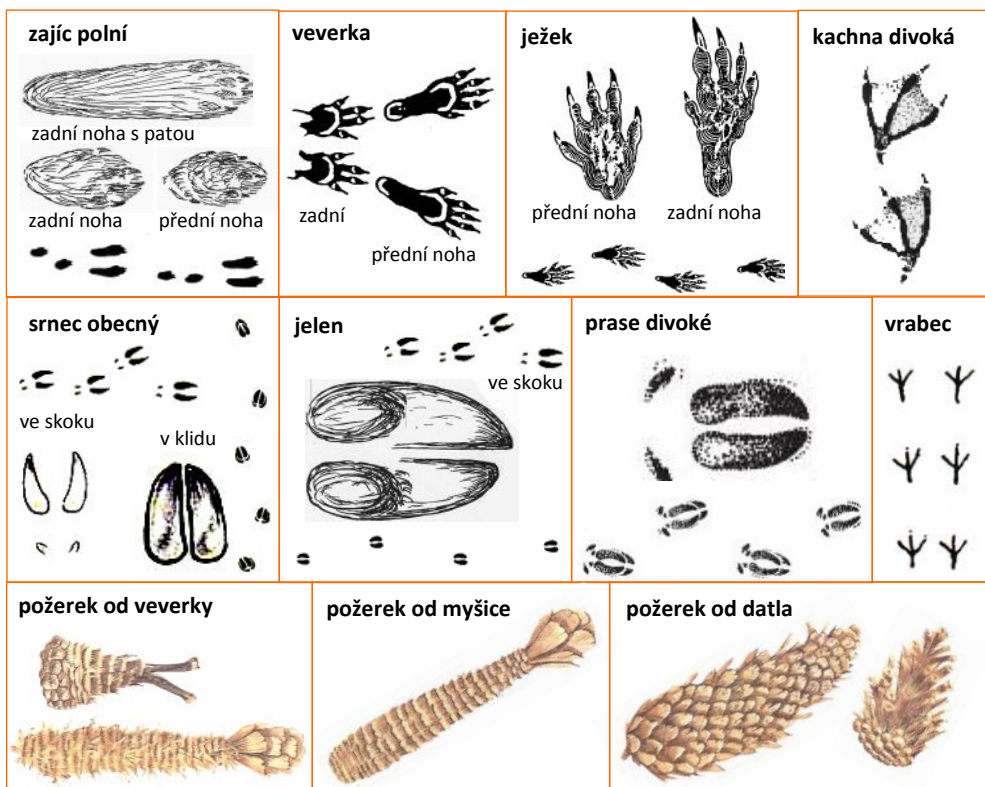 zajíc polní
zadní noha s patou
zadní noha
přední noha
veverka
zadní
přední noha
ježek
přední noha
zadní noha
kachna divoká
srnec obecný
ve skoku
v klidu
jelen
ve skoku
prase divoké
vrabec
požerek od veverky
požerek od myšice
požerek od datla